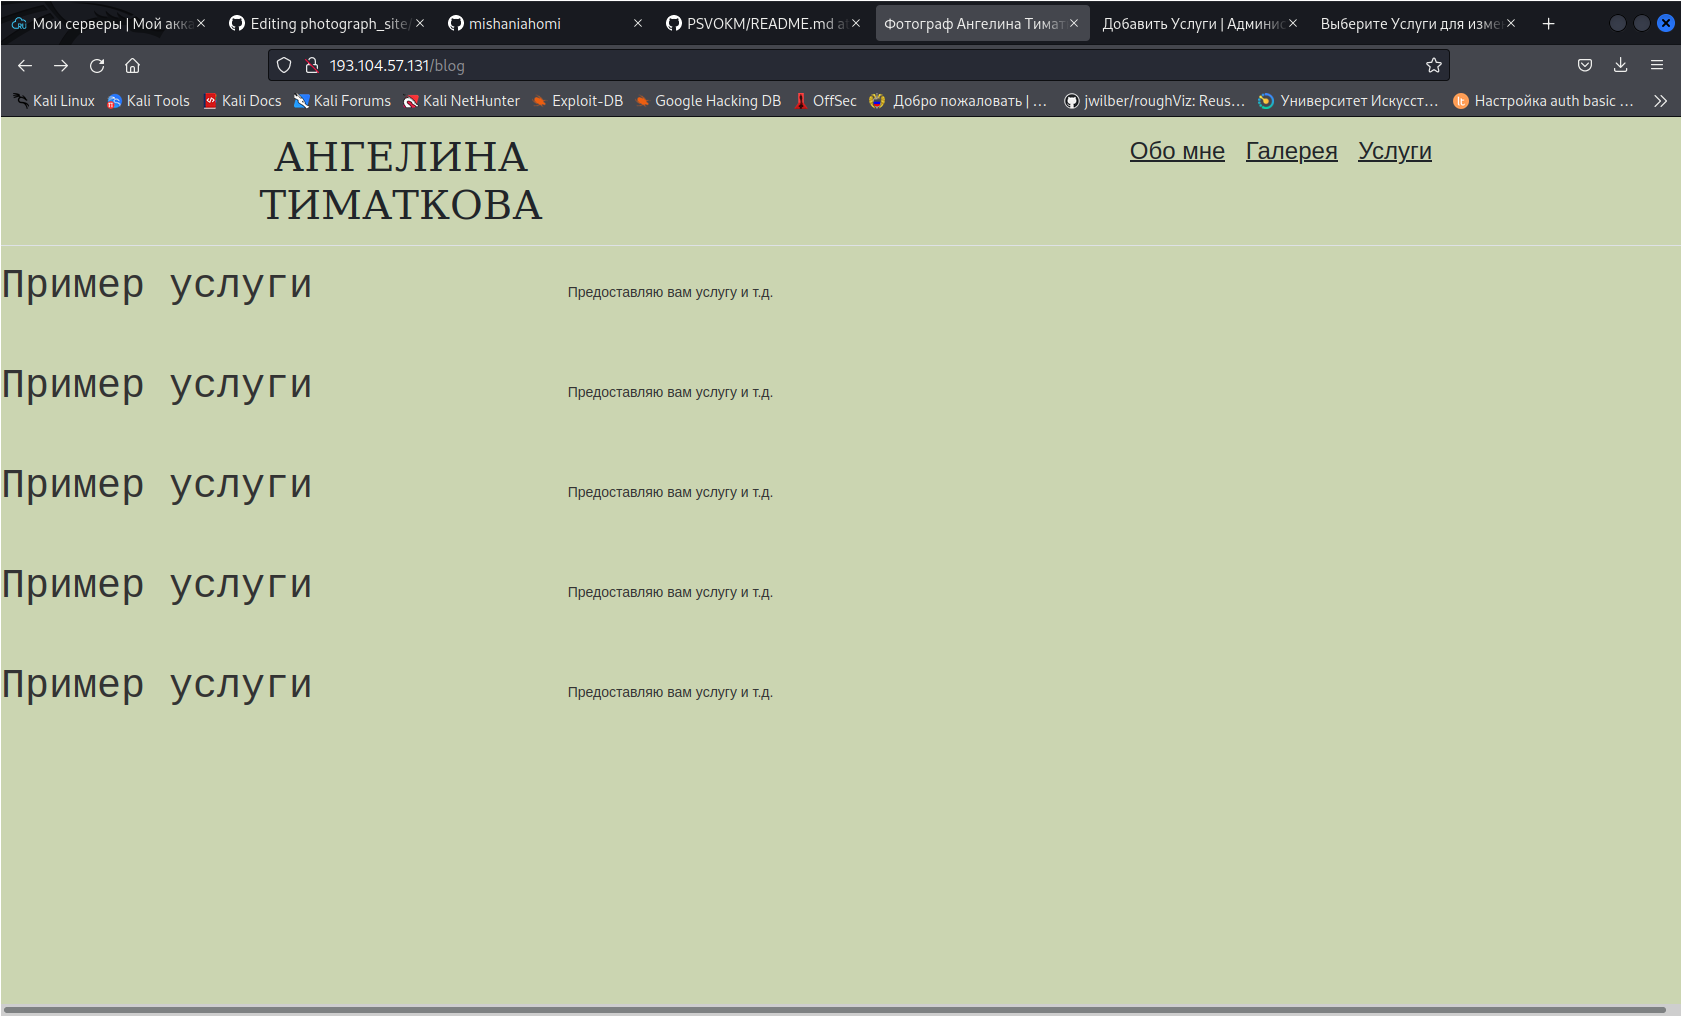 Мои серверы | Мой акка
Editing photograph_site/
mishaniahomi
PSVOKM/README.md at
Фотограф Ангелина Тимат
Добавить Услуги | Админис
Выберите Услуги для изме
193.104.57.131/blog
Kali Linux
Kali Tools
Kali Docs
Kali Forums
Kali NetHunter
Exploit-DB
Google Hacking DB
OffSec
Добро пожаловать | ...
jwilber/roughViz: Reus...
Университет Искусст...
Настройка auth basic ...
АНГЕЛИНА
ТИМАТКОВА
Обо мне Галерея Услуги
Пример услуги Предоставляю вам услугу и т.д.
Пример услуги Предоставляю вам услугу и т.д.
Пример услуги Предоставляю вам услугу и т.д.
Пример услуги Предоставляю вам услугу и т.д.
Пример услуги Предоставляю вам услугу и т.д.